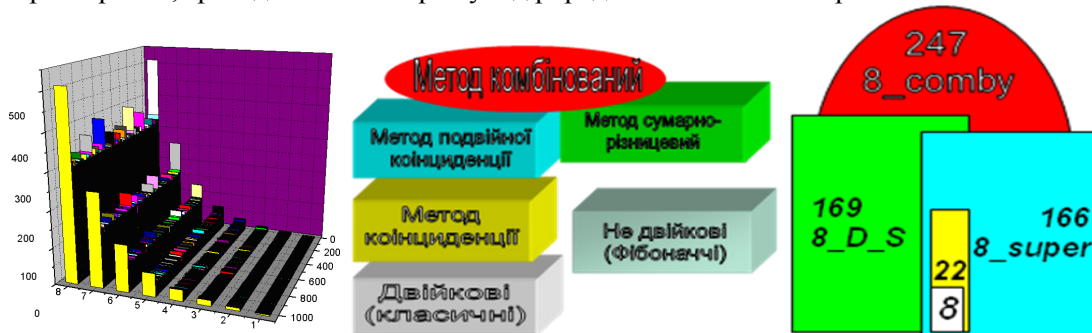 500
400
300
200
100
0
8 7 6 5 4 3 2 1
0
200
400
600
800
1000
Метод комбінований
Метод подвійної
коінциденції
Метод сумарно-
різницевий
Метод
коінциденції
Не двійкові
(Фібоначчі)
Двійкові
(класичні)
247
8_comby
169
8_D_S
166
8_super
22
8